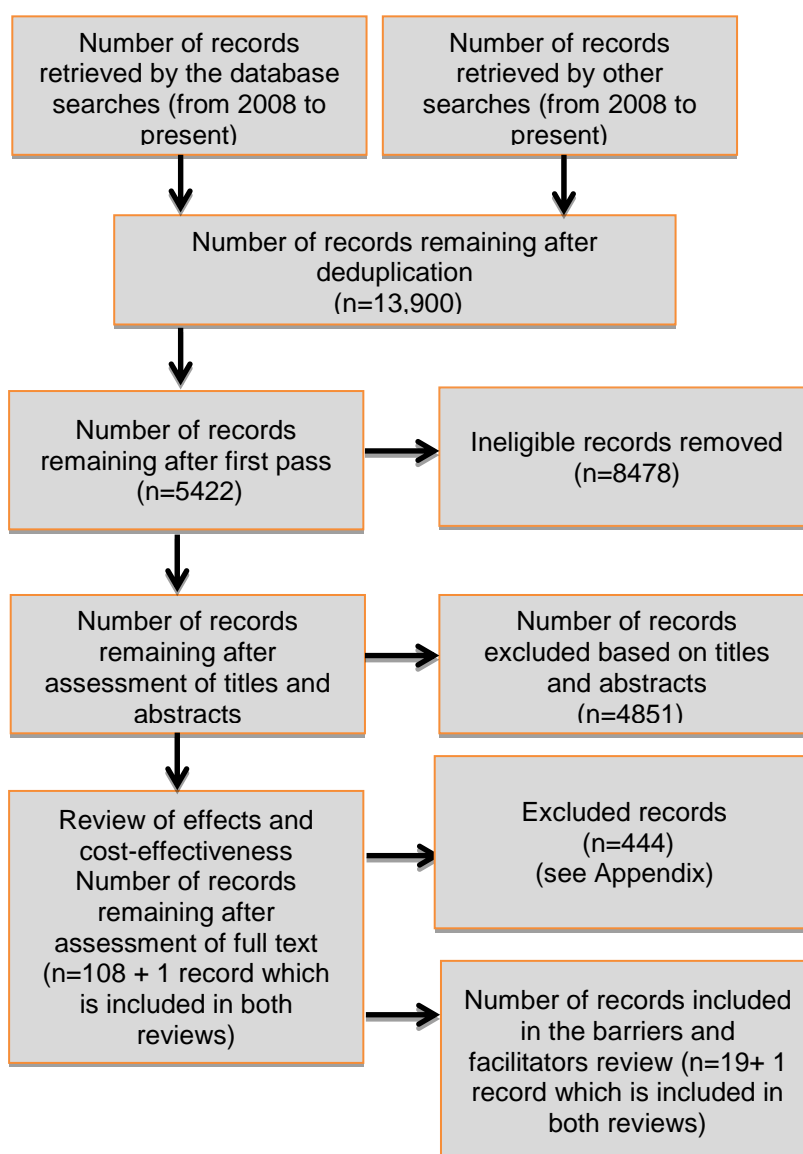 Number of records
retrieved by the database
searches (from 2008 to
present)
Number of records
retrieved by other
searches (from 2008 to
present)
Number of records remaining after
deduplication
(n=13,900)
Number of records
remaining after first pass
(n=5422)
Ineligible records removed
(n=8478)
Number of records
remaining after
assessment of titles and
abstracts
Number of records
excluded based on titles
and abstracts
(n=4851)
Review of effects and
cost-effectiveness
Number of records
remaining after
assessment of full text
(n=108 + 1 record which
is included in both
reviews)
Excluded records
(n=444)
(see Appendix)
Number of records included
in the barriers and
facilitators review (n=19+ 1
record which is included in
both reviews)